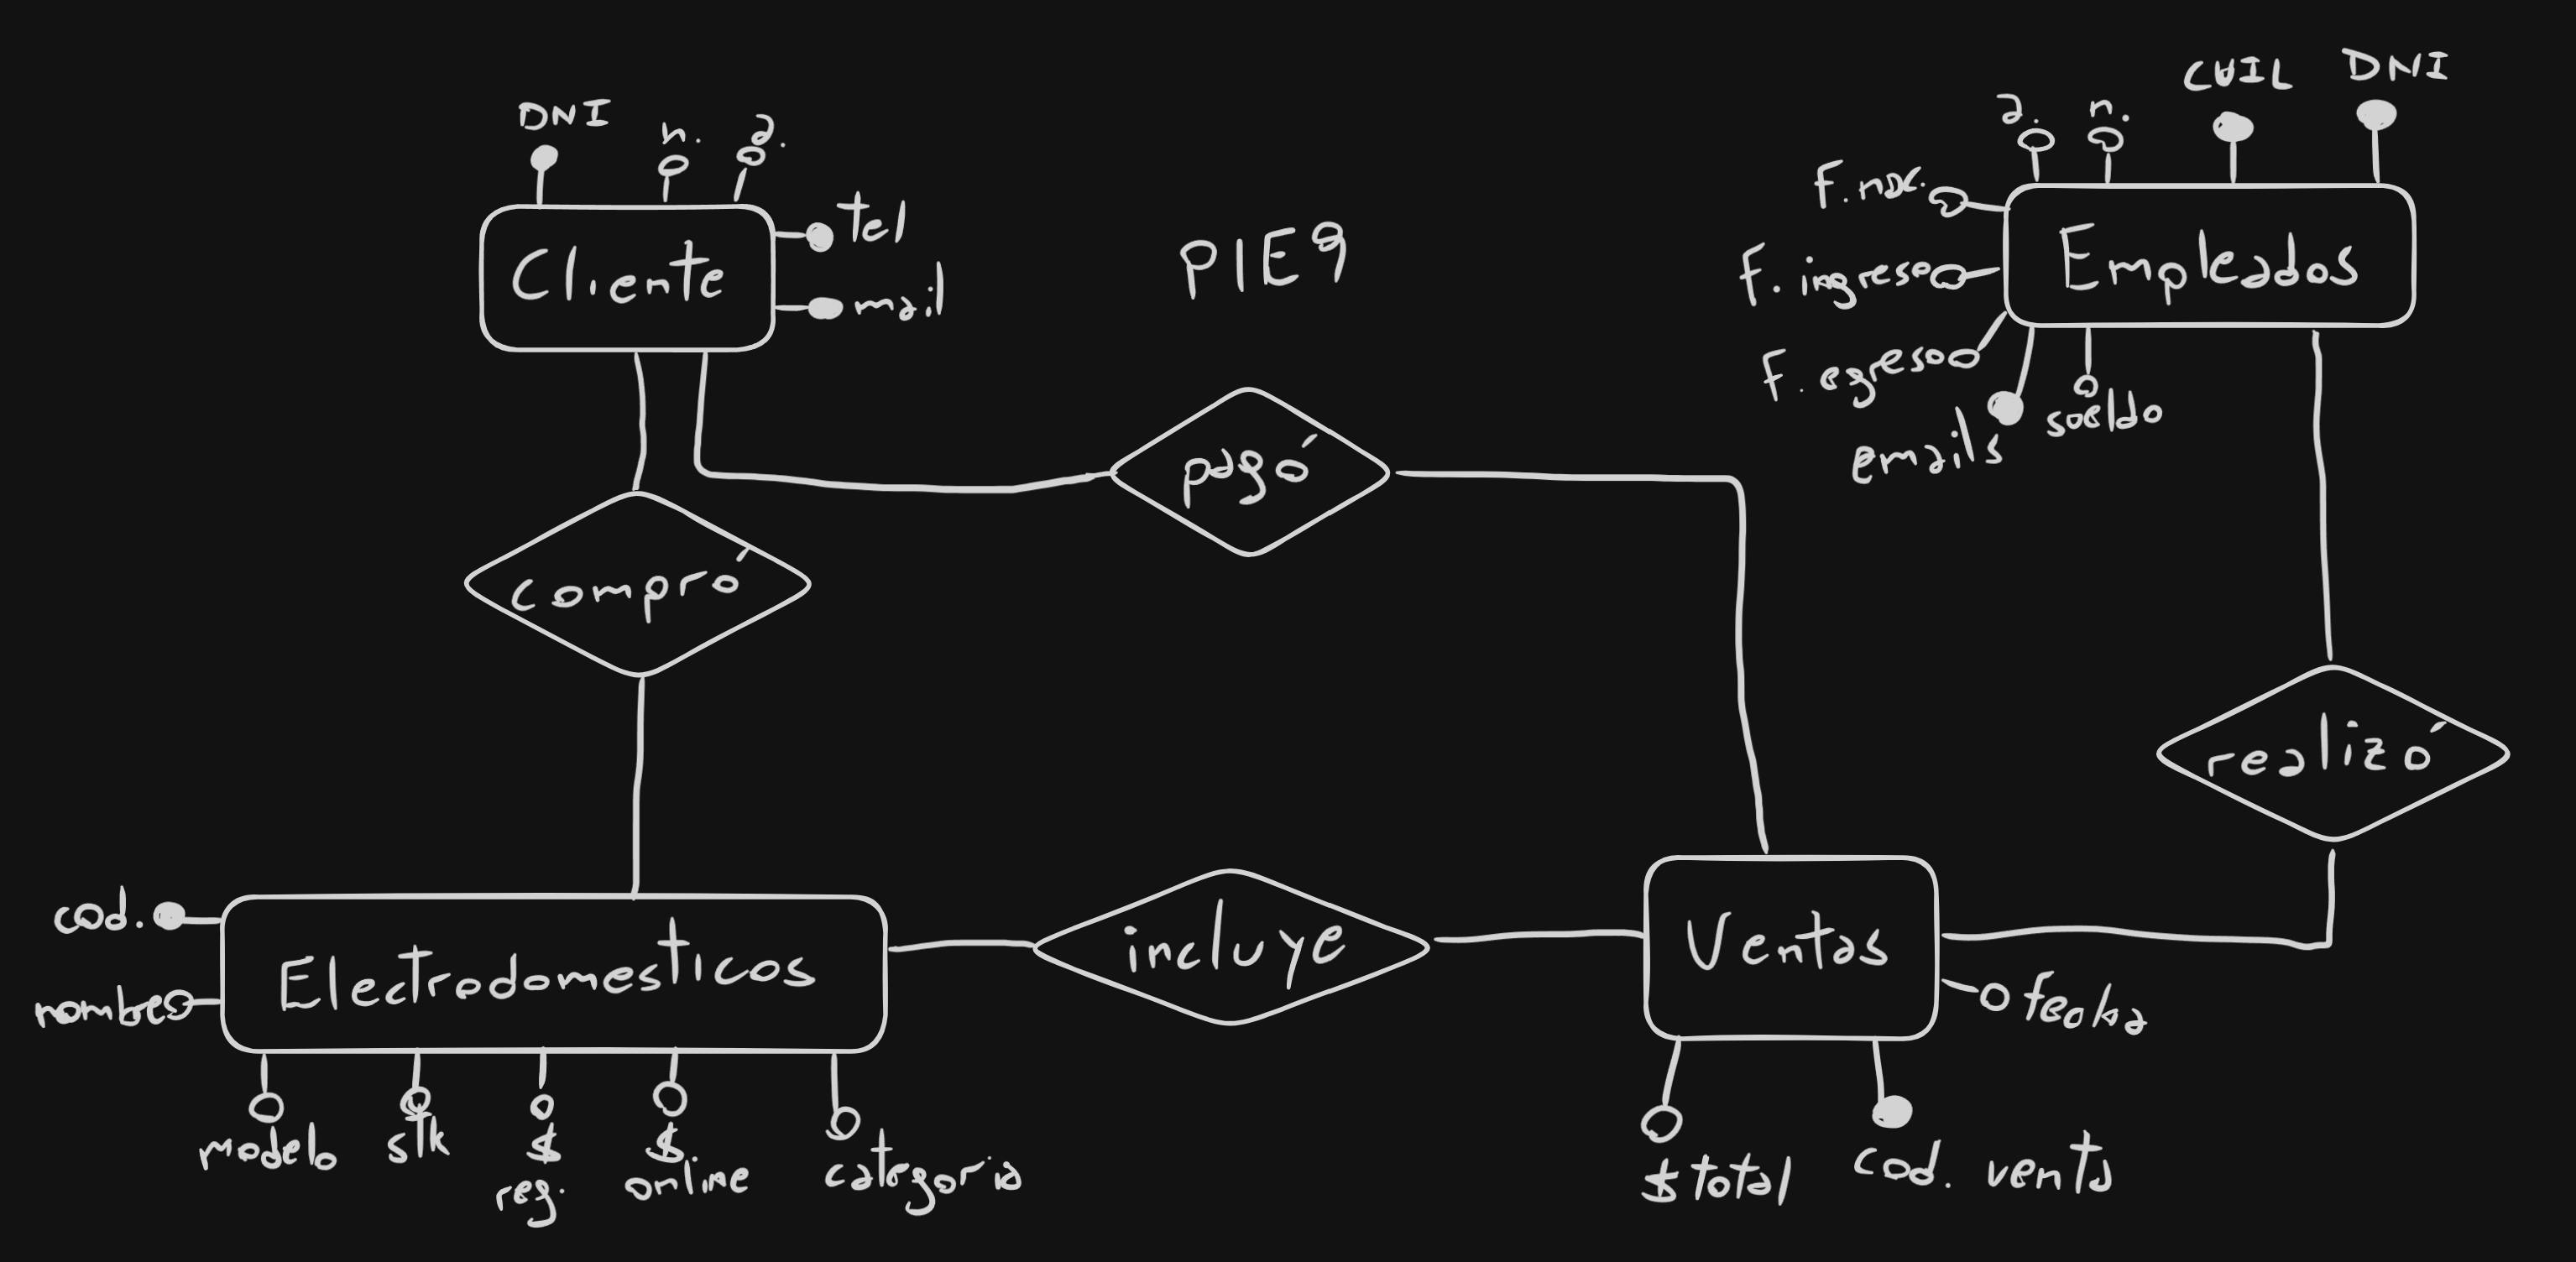 DNI
n.
a.
tel
mail
Cliente
PIE9
a.
n.
CUIL
DNI
F. nac.
F. ingreso
F. egreso
emails
sueldo
Empleados
pagó
compró
realizó
cod.
nombre
Electrodomesticos
modelo
stk
$
reg.
$
online
categoria
incluye
Ventas
fecha
$ total
cod. venta